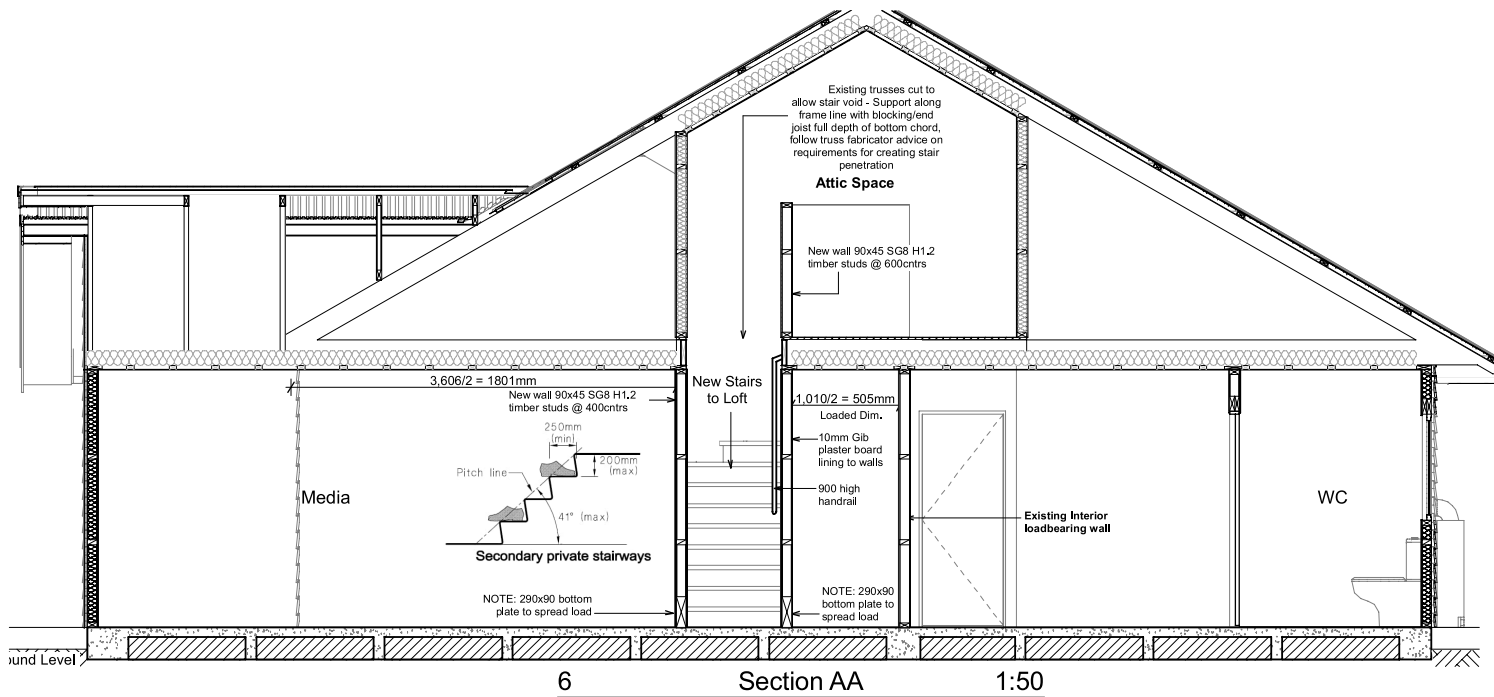 Existing trusses cut to
allow stair void - Support along
frame line with blocking/end
joist full depth of bottom chord,
follow truss fabricator advice on
requirements for creating stair
penetration
Attic Space
New wall 90x45 SG8 H1.2
timber studs @ 600cntrs
3,606/2 = 1801mm
New wall 90x45 SG8 H1.2
timber studs @ 400cntrs
New Stairs
to Loft
1,010/2 = 505mm
Loaded Dim.
10mm Gib
plaster board
lining to walls
900 high
handrail
250mm
(min)
200mm
(max)
Pitch line
41° (max)
Secondary private stairways
Media
WC
Existing Interior
loadbearing wall
NOTE: 290x90 bottom
plate to spread load
NOTE: 290x90
bottom plate to
spread load
ound Level
6 Section AA 1:50